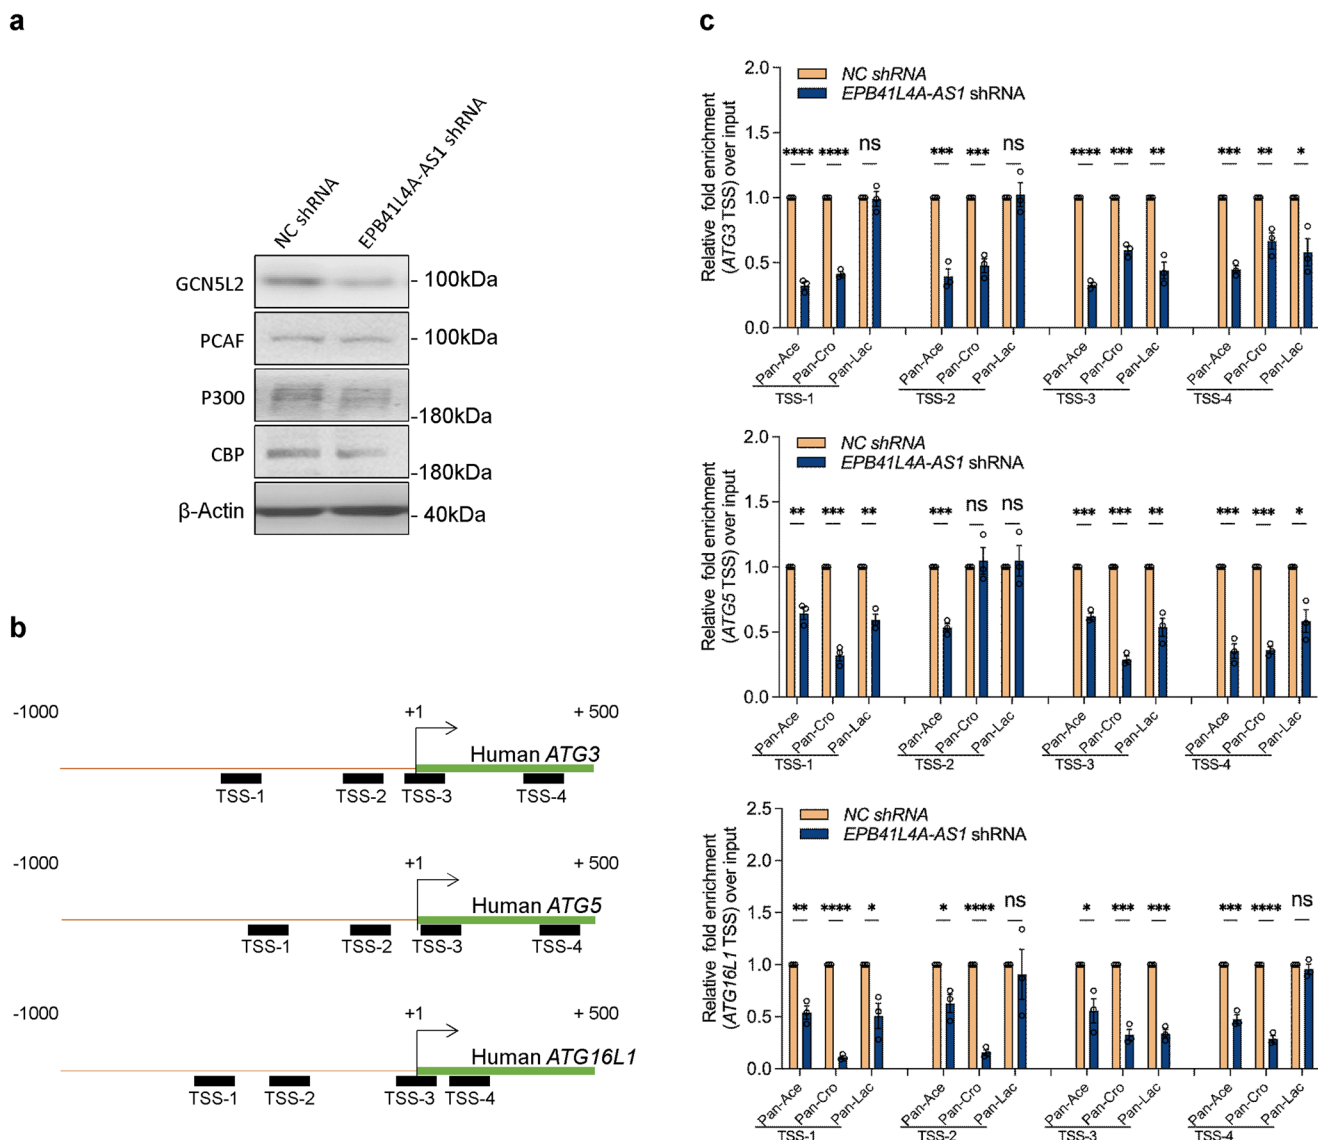 a
NC shRNA
EPB41L4A-AS1 shRNA
GCN5L2
- 100kDa
PCAF
- 100kDa
P300
-180kDa
CBP
-180kDa
β-Actin
- 40kDa
b
-1000
+1
+ 500
Human ATG3
TSS-1
TSS-2
TSS-3
TSS-4
-1000
+1
+ 500
Human ATG5
TSS-1
TSS-2
TSS-3
TSS-4
-1000
+1
+ 500
Human ATG16L1
TSS-1
TSS-2
TSS-3
TSS-4
c
Relative fold enrichment
(ATG3 TSS) over input
2.0
1.5
1.0
0.5
0.0
NC shRNA
EPB41L4A-AS1 shRNA
**** **** ns *** *** ns **** *** ** *** ** *
Pan-Ace Pan-Cro Pan-Lac Pan-Ace Pan-Cro Pan-Lac Pan-Ace Pan-Cro Pan-Lac Pan-Ace Pan-Cro Pan-Lac
TSS-1 TSS-2 TSS-3 TSS-4
Relative fold enrichment
(ATG5 TSS) over input
2.0
1.5
1.0
0.5
0.0
NC shRNA
EPB41L4A-AS1 shRNA
** *** ** *** ns ns *** *** ** *** *** *
Pan-Ace Pan-Cro Pan-Lac Pan-Ace Pan-Cro Pan-Lac Pan-Ace Pan-Cro Pan-Lac Pan-Ace Pan-Cro Pan-Lac
TSS-1 TSS-2 TSS-3 TSS-4
Relative fold enrichment
(ATG16L1 TSS) over input
2.5
2.0
1.5
1.0
0.5
0.0
NC shRNA
EPB41L4A-AS1 shRNA
** **** * * **** ns * *** *** *** **** ns
Pan-Ace Pan-Cro Pan-Lac Pan-Ace Pan-Cro Pan-Lac Pan-Ace Pan-Cro Pan-Lac Pan-Ace Pan-Cro Pan-Lac
TSS-1 TSS-2 TSS-3 TSS-4